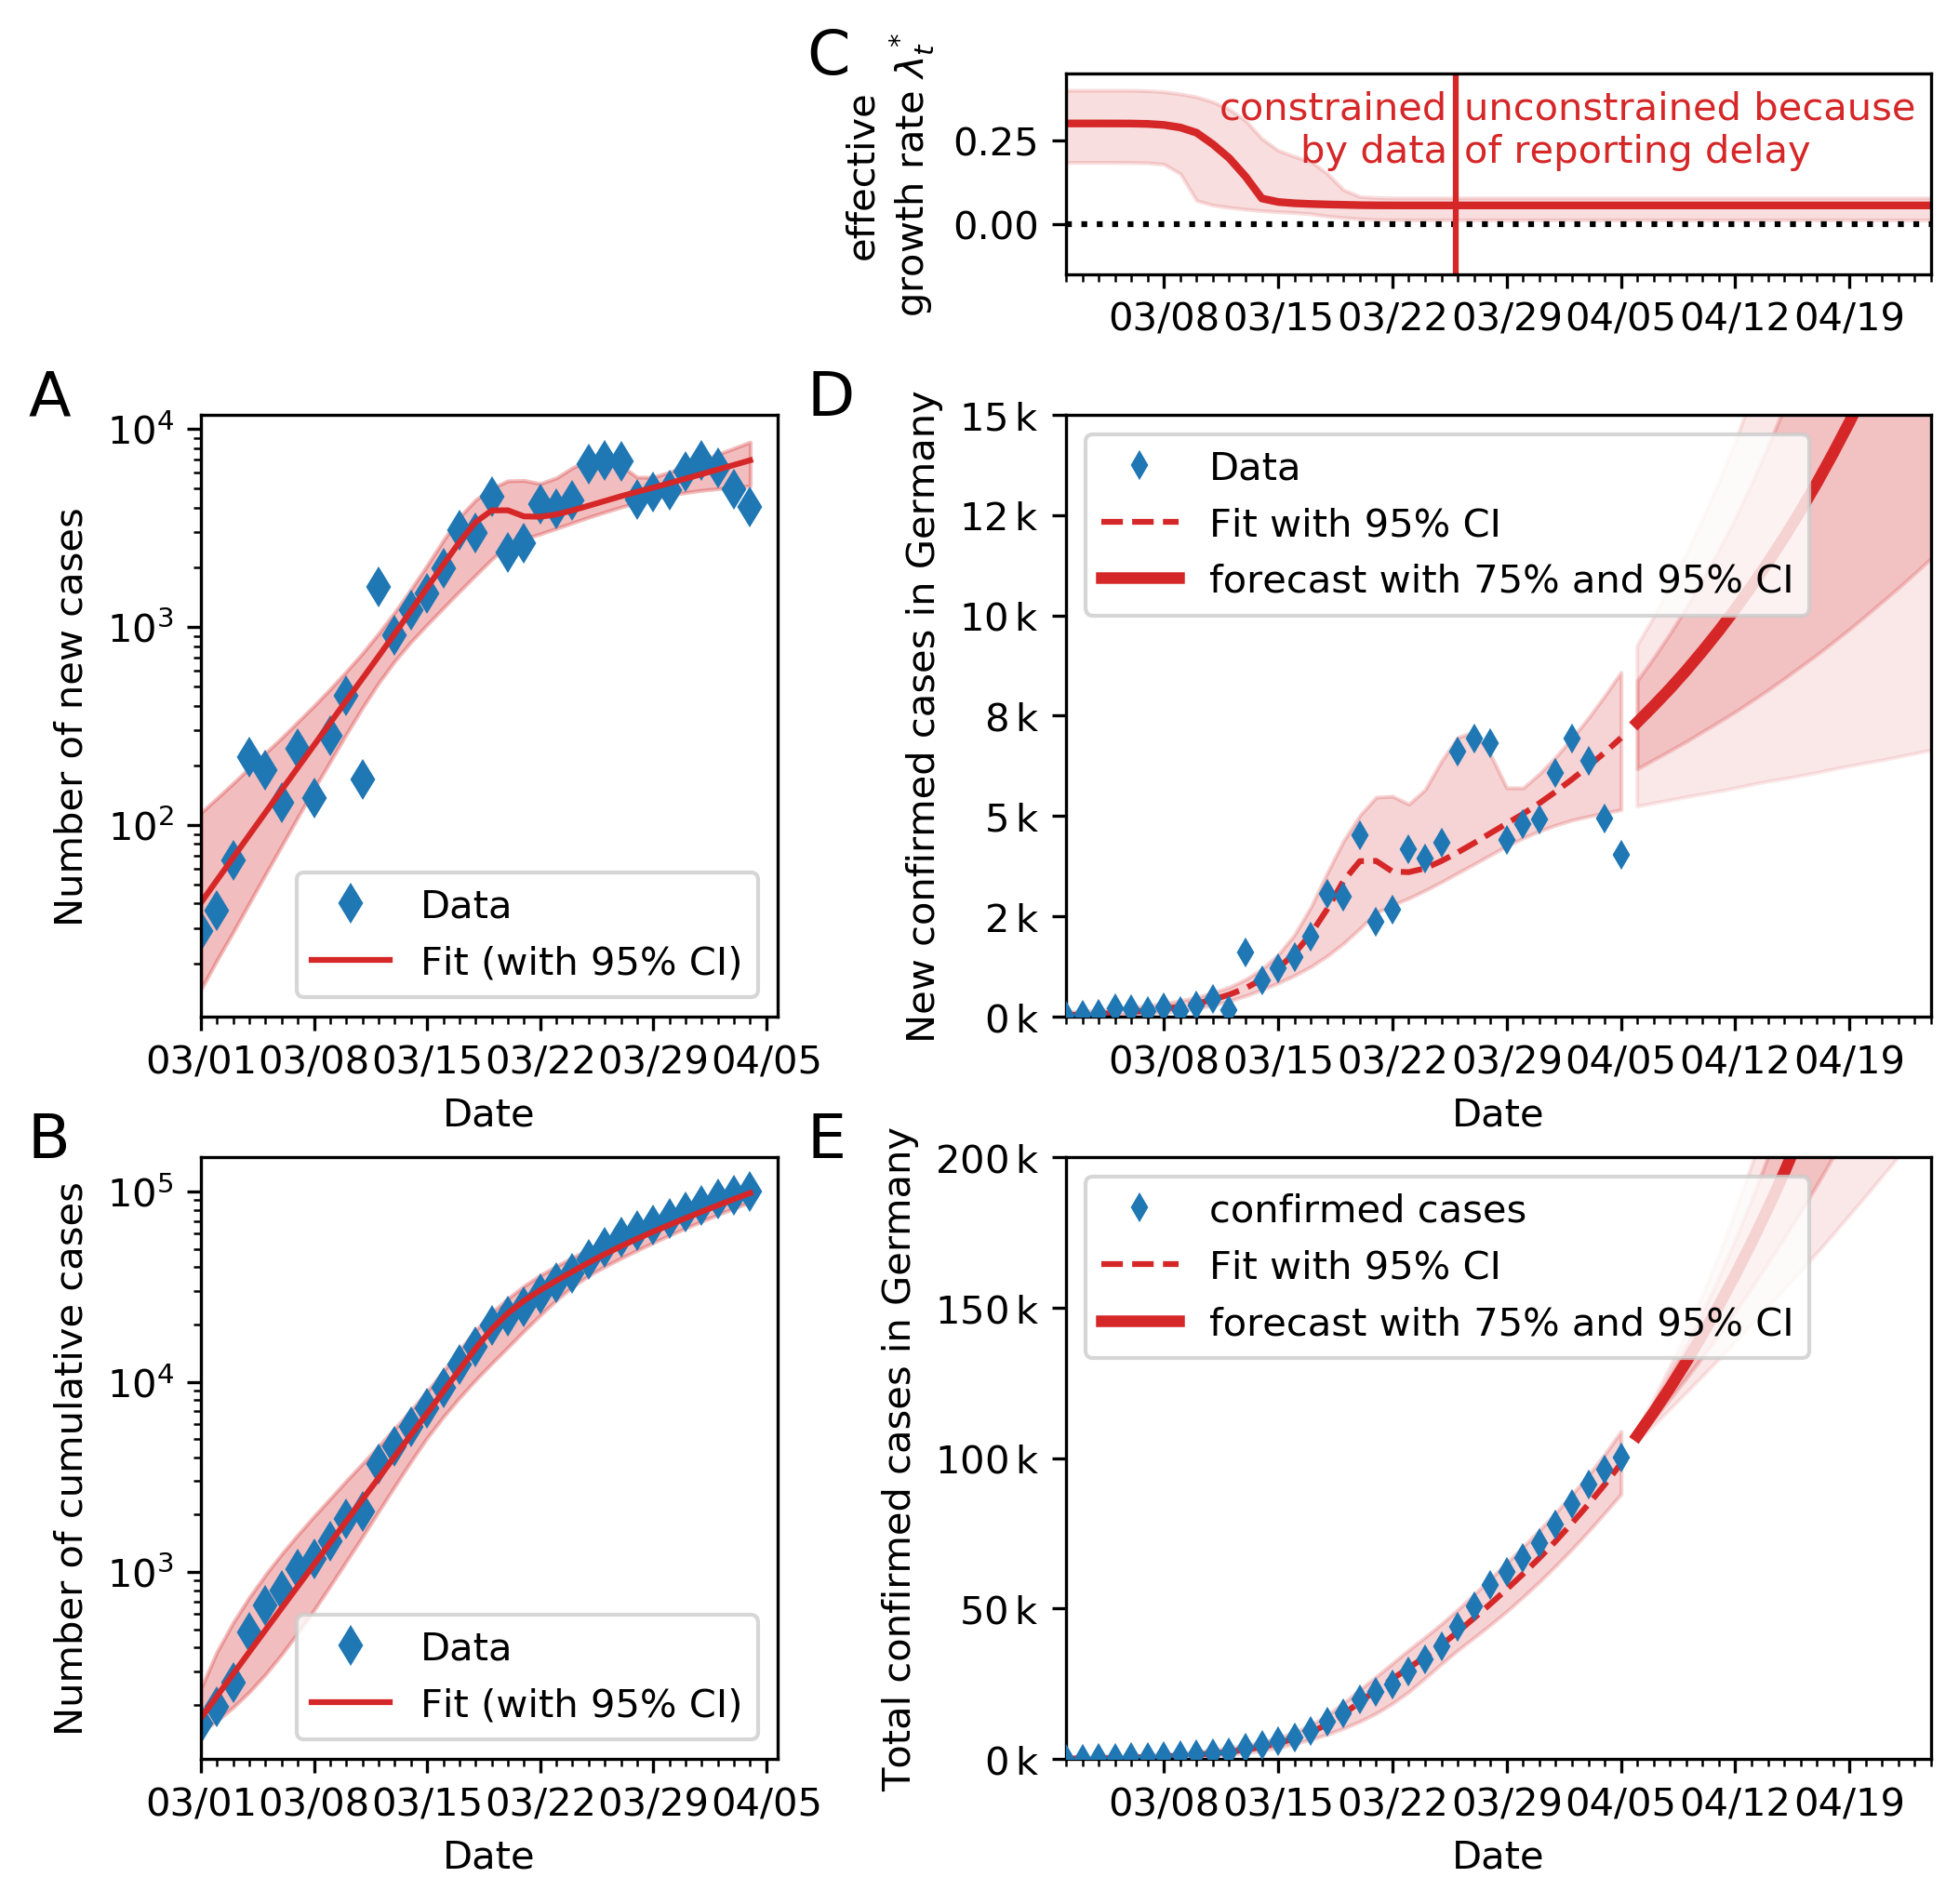 C
effective
growth rate λ*t
0.25
0.00
constrained
by data
unconstrained because
of reporting delay
03/08 03/15 03/22 03/29 04/05 04/12 04/19
A
Number of new cases
10^4
10^3
10^2
Data
Fit (with 95% CI)
03/01 03/08 03/15 03/22 03/29 04/05
Date
D
New confirmed cases in Germany
15 k
12 k
10 k
8 k
5 k
2 k
0 k
Data
Fit with 95% CI
forecast with 75% and 95% CI
03/08 03/15 03/22 03/29 04/05 04/12 04/19
Date
B
Number of cumulative cases
10^5
10^4
10^3
Data
Fit (with 95% CI)
03/01 03/08 03/15 03/22 03/29 04/05
Date
E
Total confirmed cases in Germany
200 k
150 k
100 k
50 k
0 k
confirmed cases
Fit with 95% CI
forecast with 75% and 95% CI
03/08 03/15 03/22 03/29 04/05 04/12 04/19
Date